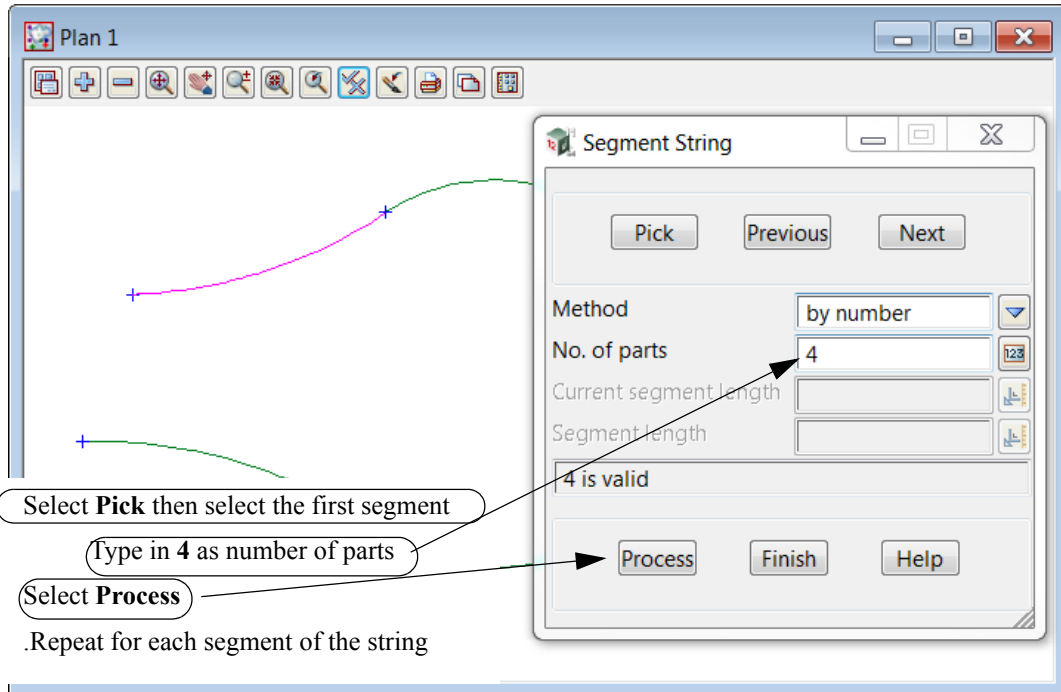 Plan 1
Segment String
Pick Previous Next
Method by number
No. of parts 4
123
Current segment length
Segment length
4 is valid
Select Pick then select the first segment
Type in 4 as number of parts
Process Finish Help
Select Process
.Repeat for each segment of the string